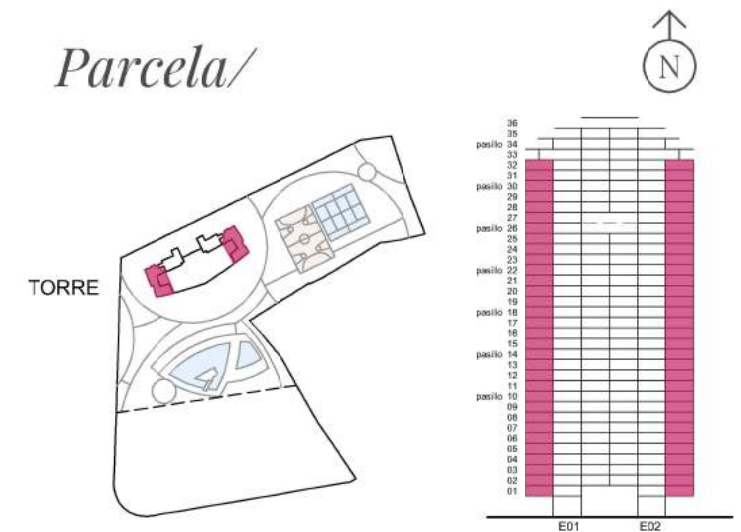 Parcela/
N
TORRE
36
35
pasillo 34
33
32
31
pasillo 30
29
28
27
pasillo 26
25
24
23
pasillo 22
21
20
19
pasillo 18
17
16
15
pasillo 14
13
12
11
pasillo 10
09
08
07
06
05
04
03
02
01
E01 E02